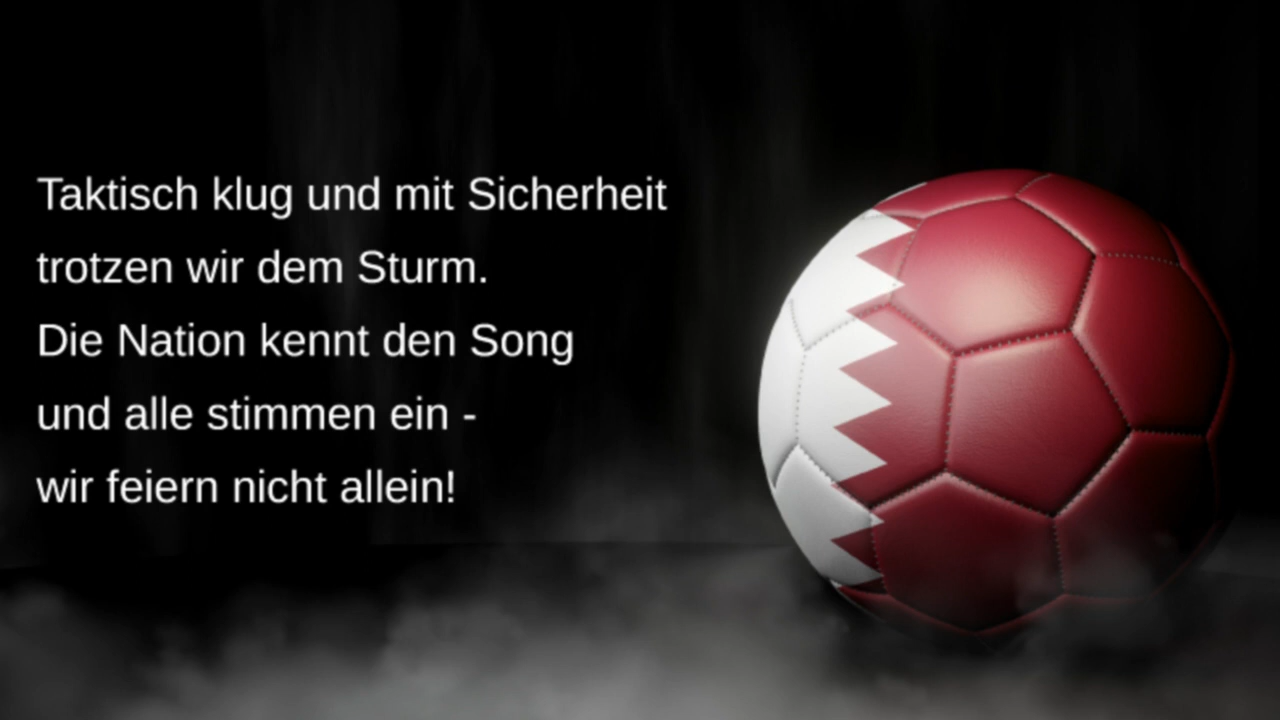 Taktisch klug und mit Sicherheit
trotzen wir dem Sturm.
Die Nation kennt den Song
und alle stimmen ein -
wir feiern nicht allein!